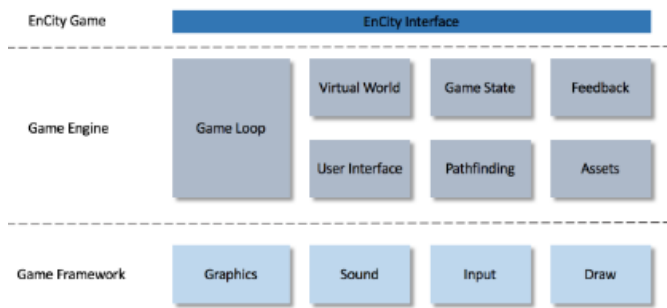 EnCity Game
EnCity Interface
Game Engine
Game Loop
Virtual World
Game State
Feedback
User Interface
Pathfinding
Assets
Game Framework
Graphics
Sound
Input
Draw